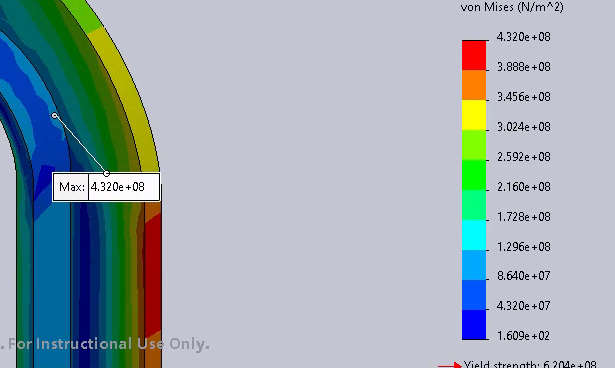 von Mises (N/m^2)
4.320e+08
3.888e+08
3.456e+08
3.024e+08
2.592e+08
2.160e+08
1.728e+08
1.296e+08
8.640e+07
4.320e+07
1.609e+02
Yield strength: 6.204e+08
Max: 4.320e+08
. For Instructional Use Only.